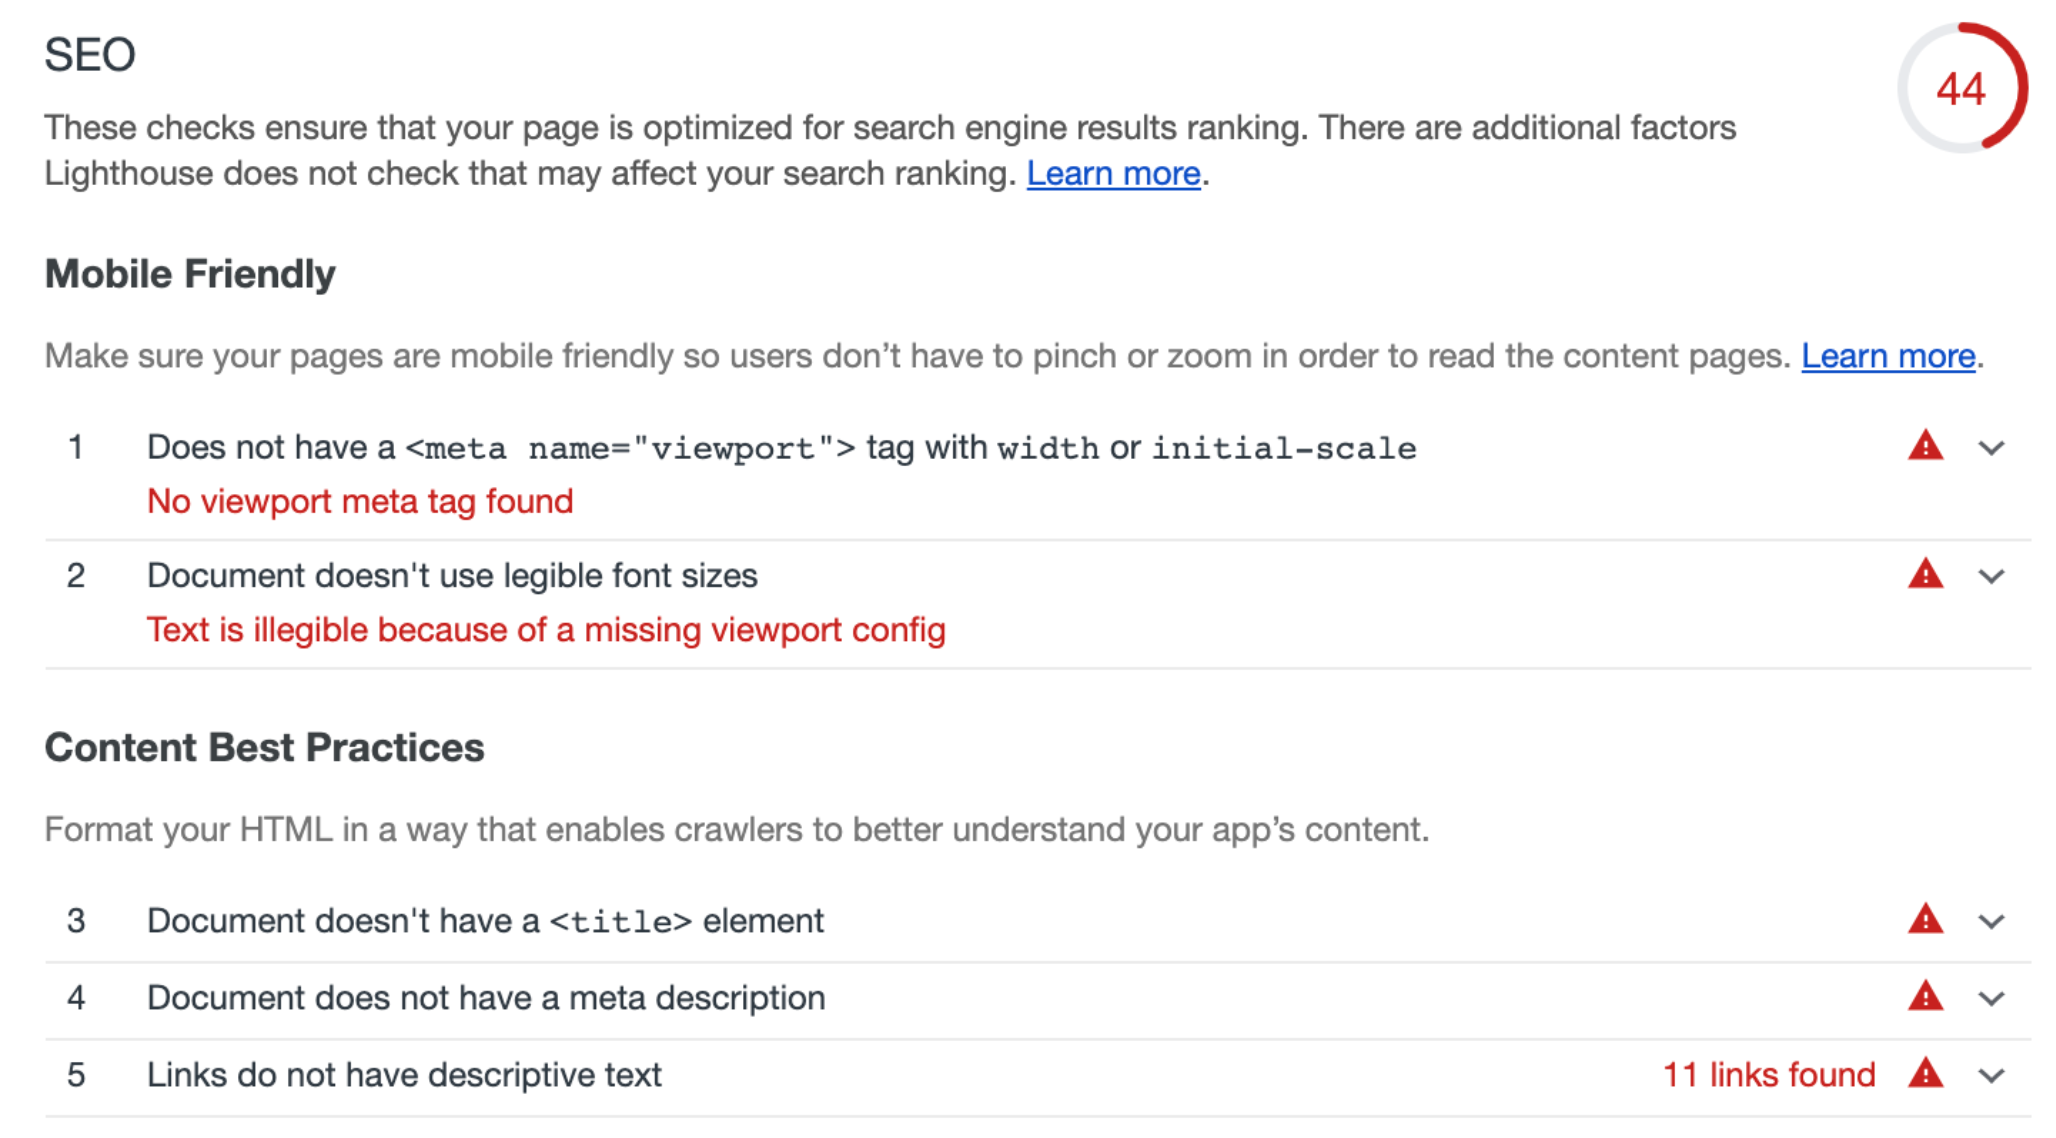 SEO
44
These checks ensure that your page is optimized for search engine results ranking. There are additional factors
Lighthouse does not check that may affect your search ranking. Learn more.
Mobile Friendly
Make sure your pages are mobile friendly so users don’t have to pinch or zoom in order to read the content pages. Learn more.
1 Does not have a <meta name="viewport"> tag with width or initial-scale
No viewport meta tag found
2 Document doesn't use legible font sizes
Text is illegible because of a missing viewport config
Content Best Practices
Format your HTML in a way that enables crawlers to better understand your app’s content.
3 Document doesn't have a <title> element
4 Document does not have a meta description
5 Links do not have descriptive text 11 links found